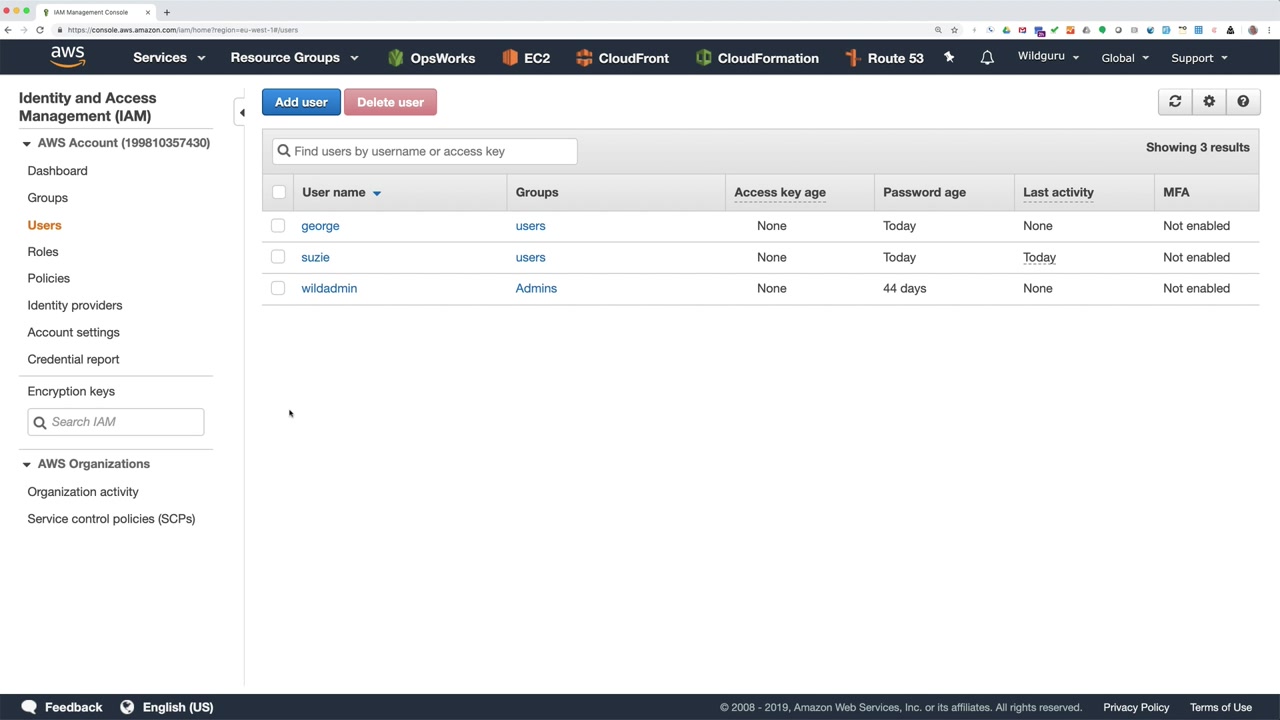 IAM Management Console
https://console.aws.amazon.com/iam/home?region=eu-west-1#/users
aws
Services
Resource Groups
OpsWorks
EC2
CloudFront
CloudFormation
Route 53
Wildguru
Global
Support
Identity and Access
Management (IAM)
AWS Account (199810357430)
Dashboard
Groups
Users
Roles
Policies
Identity providers
Account settings
Credential report
Encryption keys
Search IAM
AWS Organizations
Organization activity
Service control policies (SCPs)
Add user Delete user
Find users by username or access key
Showing 3 results
User name Groups Access key age Password age Last activity MFA
george users None Today None Not enabled
suzie users None Today Today Not enabled
wildadmin Admins None 44 days None Not enabled
Feedback English (US)
© 2008 - 2019, Amazon Web Services, Inc. or its affiliates. All rights reserved. Privacy Policy Terms of Use